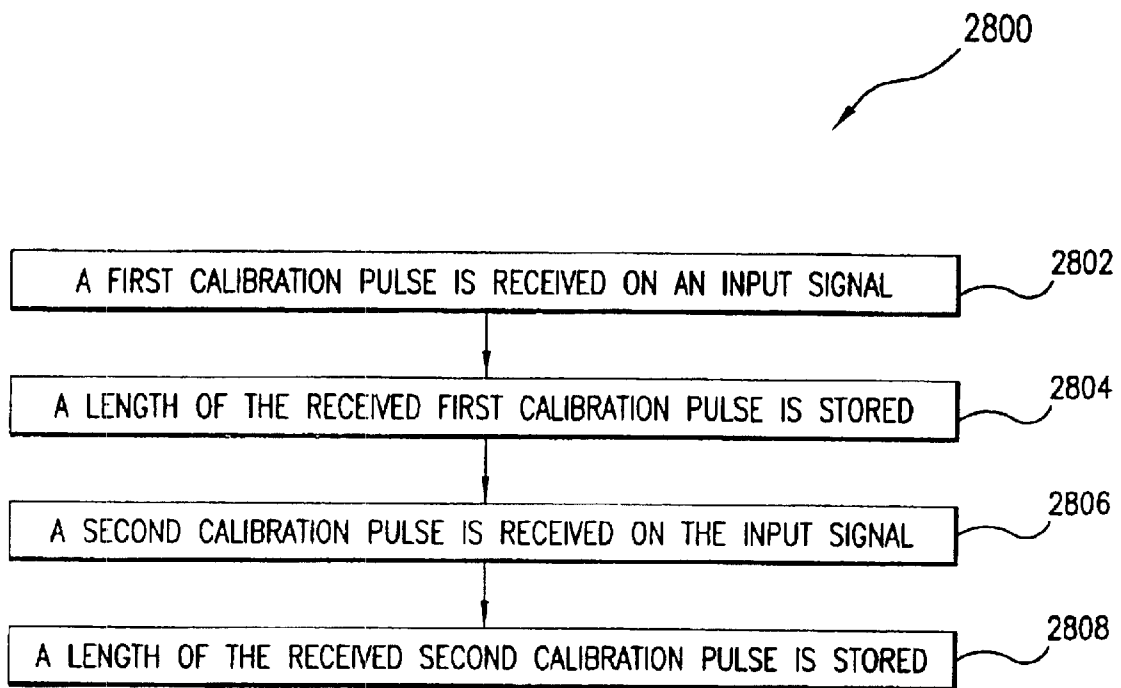 2800
A FIRST CALIBRATION PULSE IS RECEIVED ON AN INPUT SIGNAL
2802
A LENGTH OF THE RECEIVED FIRST CALIBRATION PULSE IS STORED
2804
A SECOND CALIBRATION PULSE IS RECEIVED ON THE INPUT SIGNAL
2806
A LENGTH OF THE RECEIVED SECOND CALIBRATION PULSE IS STORED
2808